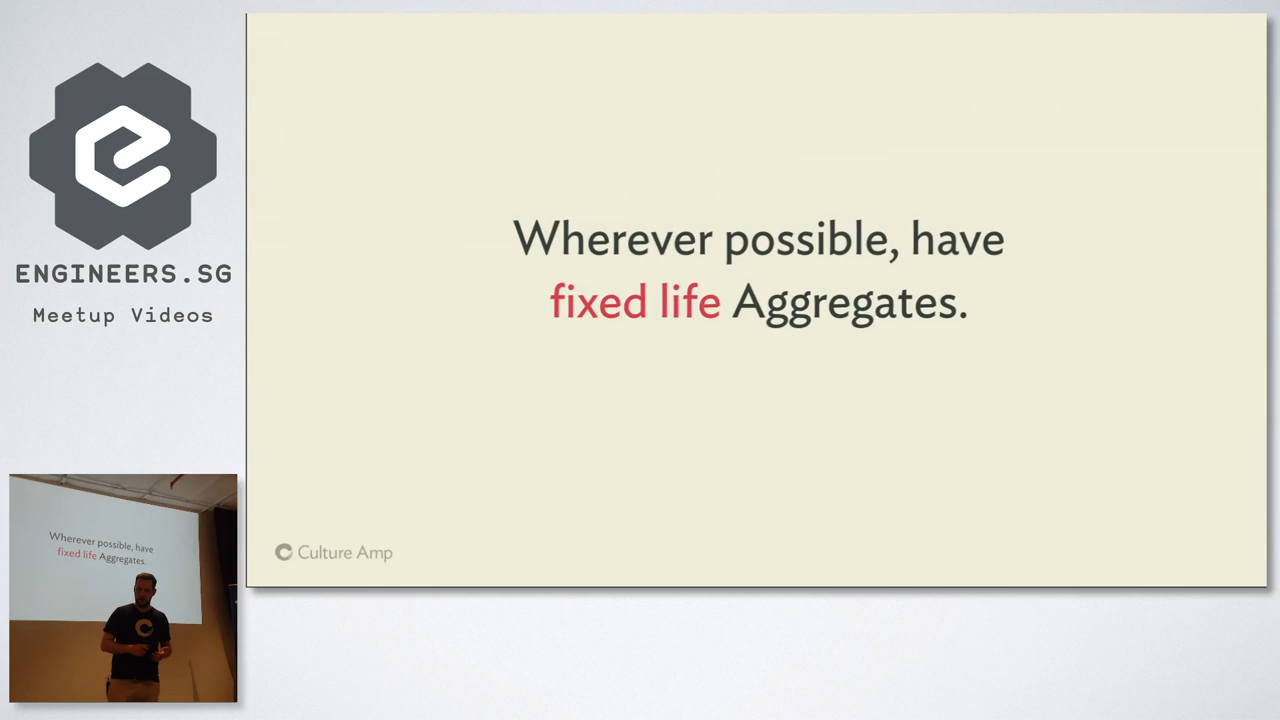 ENGINEERS.SG
Meetup Videos
Wherever possible, have
fixed life Aggregates.
Culture Amp
Wherever possible, have
fixed life Aggregates.